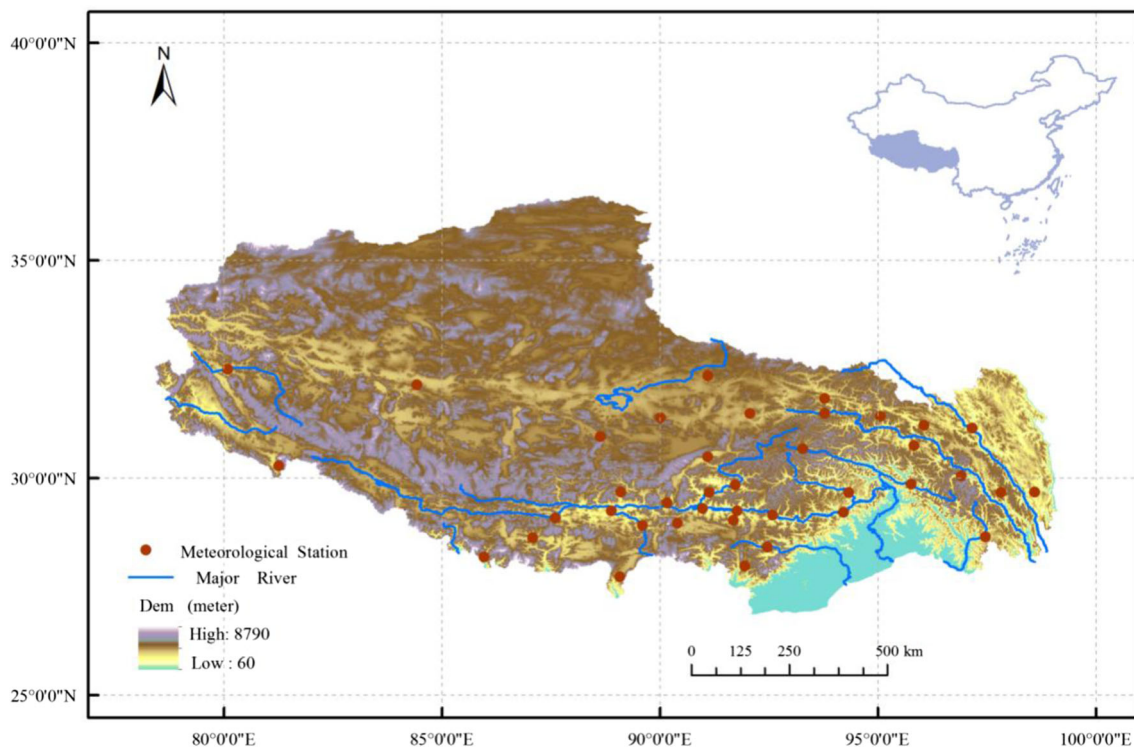 40°0'0"N
N
35°0'0"N
30°0'0"N
Meteorological Station
Major River
Dem (meter)
High: 8790
Low : 60
0 125 250 500 km
25°0'0"N
80°0'0"E 85°0'0"E 90°0'0"E 95°0'0"E 100°0'0"E